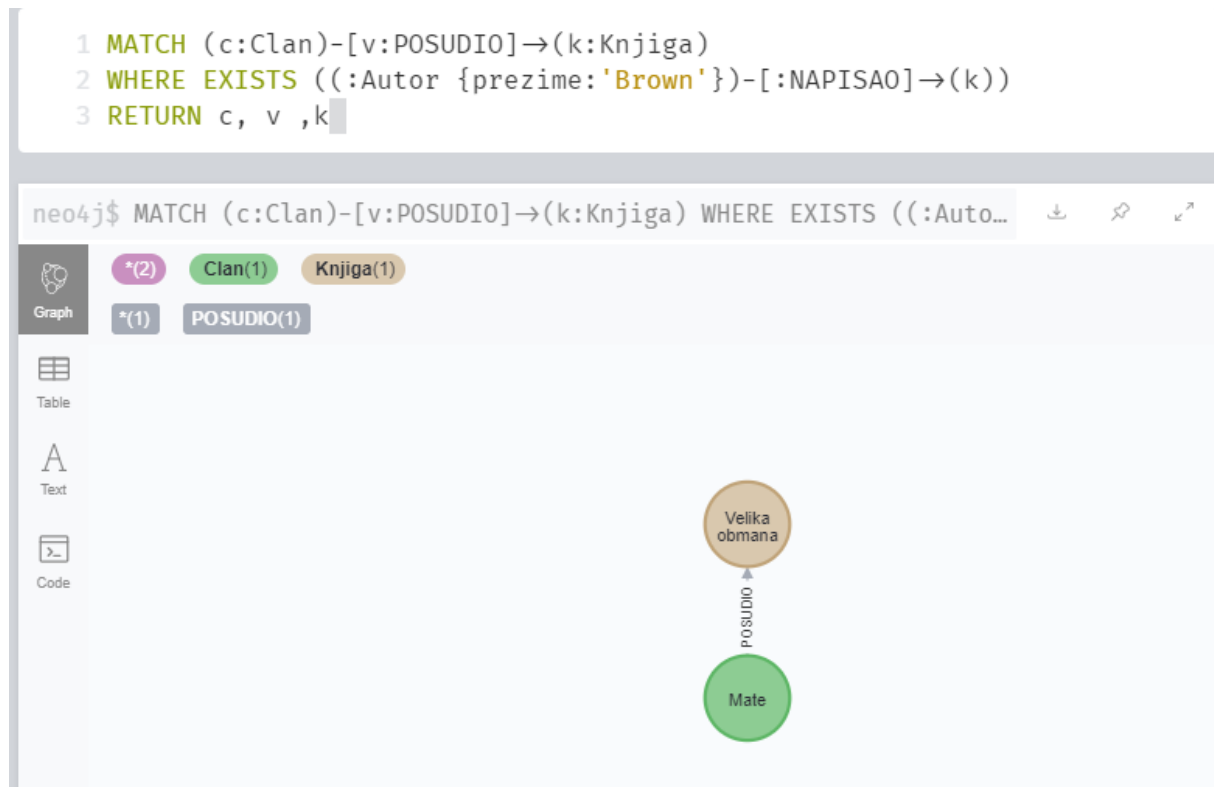 1 MATCH (c:Clan)-[v:POSUDIO]→(k:Knjiga)
2 WHERE EXISTS ((:Autor {prezime:'Brown'})-[:NAPISAO]→(k))
3 RETURN c, v ,k
neo4j$ MATCH (c:Clan)-[v:POSUDIO]→(k:Knjiga) WHERE EXISTS ((:Auto…
*(2) Clan(1) Knjiga(1)
Graph
*(1) POSUDIO(1)
Table
A
Text
>_
Code
Velika
obmana
POSUDIO
Mate